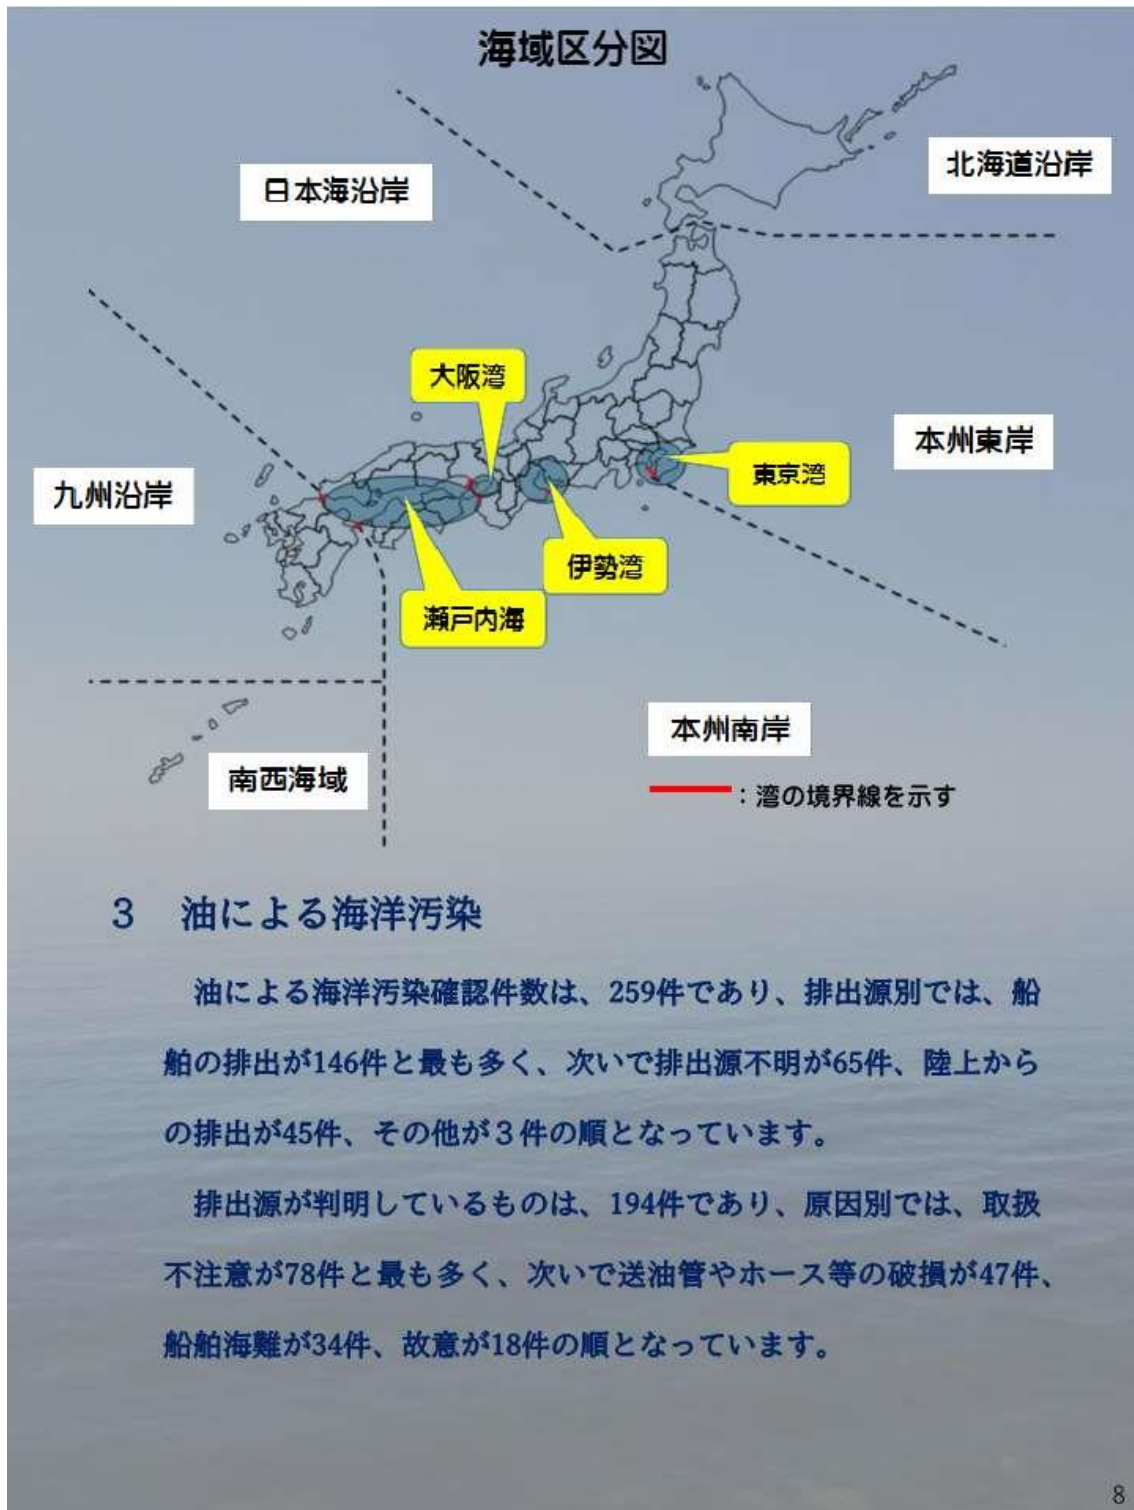 海域区分図
北海道沿岸
日本海沿岸
大阪湾
本州東岸
東京湾
九州沿岸
伊勢湾
瀬戸内海
本州南岸
南西海域
：湾の境界線を示す
３　油による海洋汚染
油による海洋汚染確認件数は、259件であり、排出源別では、船
舶の排出が146件と最も多く、次いで排出源不明が65件、陸上から
の排出が45件、その他が３件の順となっています。
排出源が判明しているものは、194件であり、原因別では、取扱
不注意が78件と最も多く、次いで送油管やホース等の破損が47件、
船舶海難が34件、故意が18件の順となっています。
8